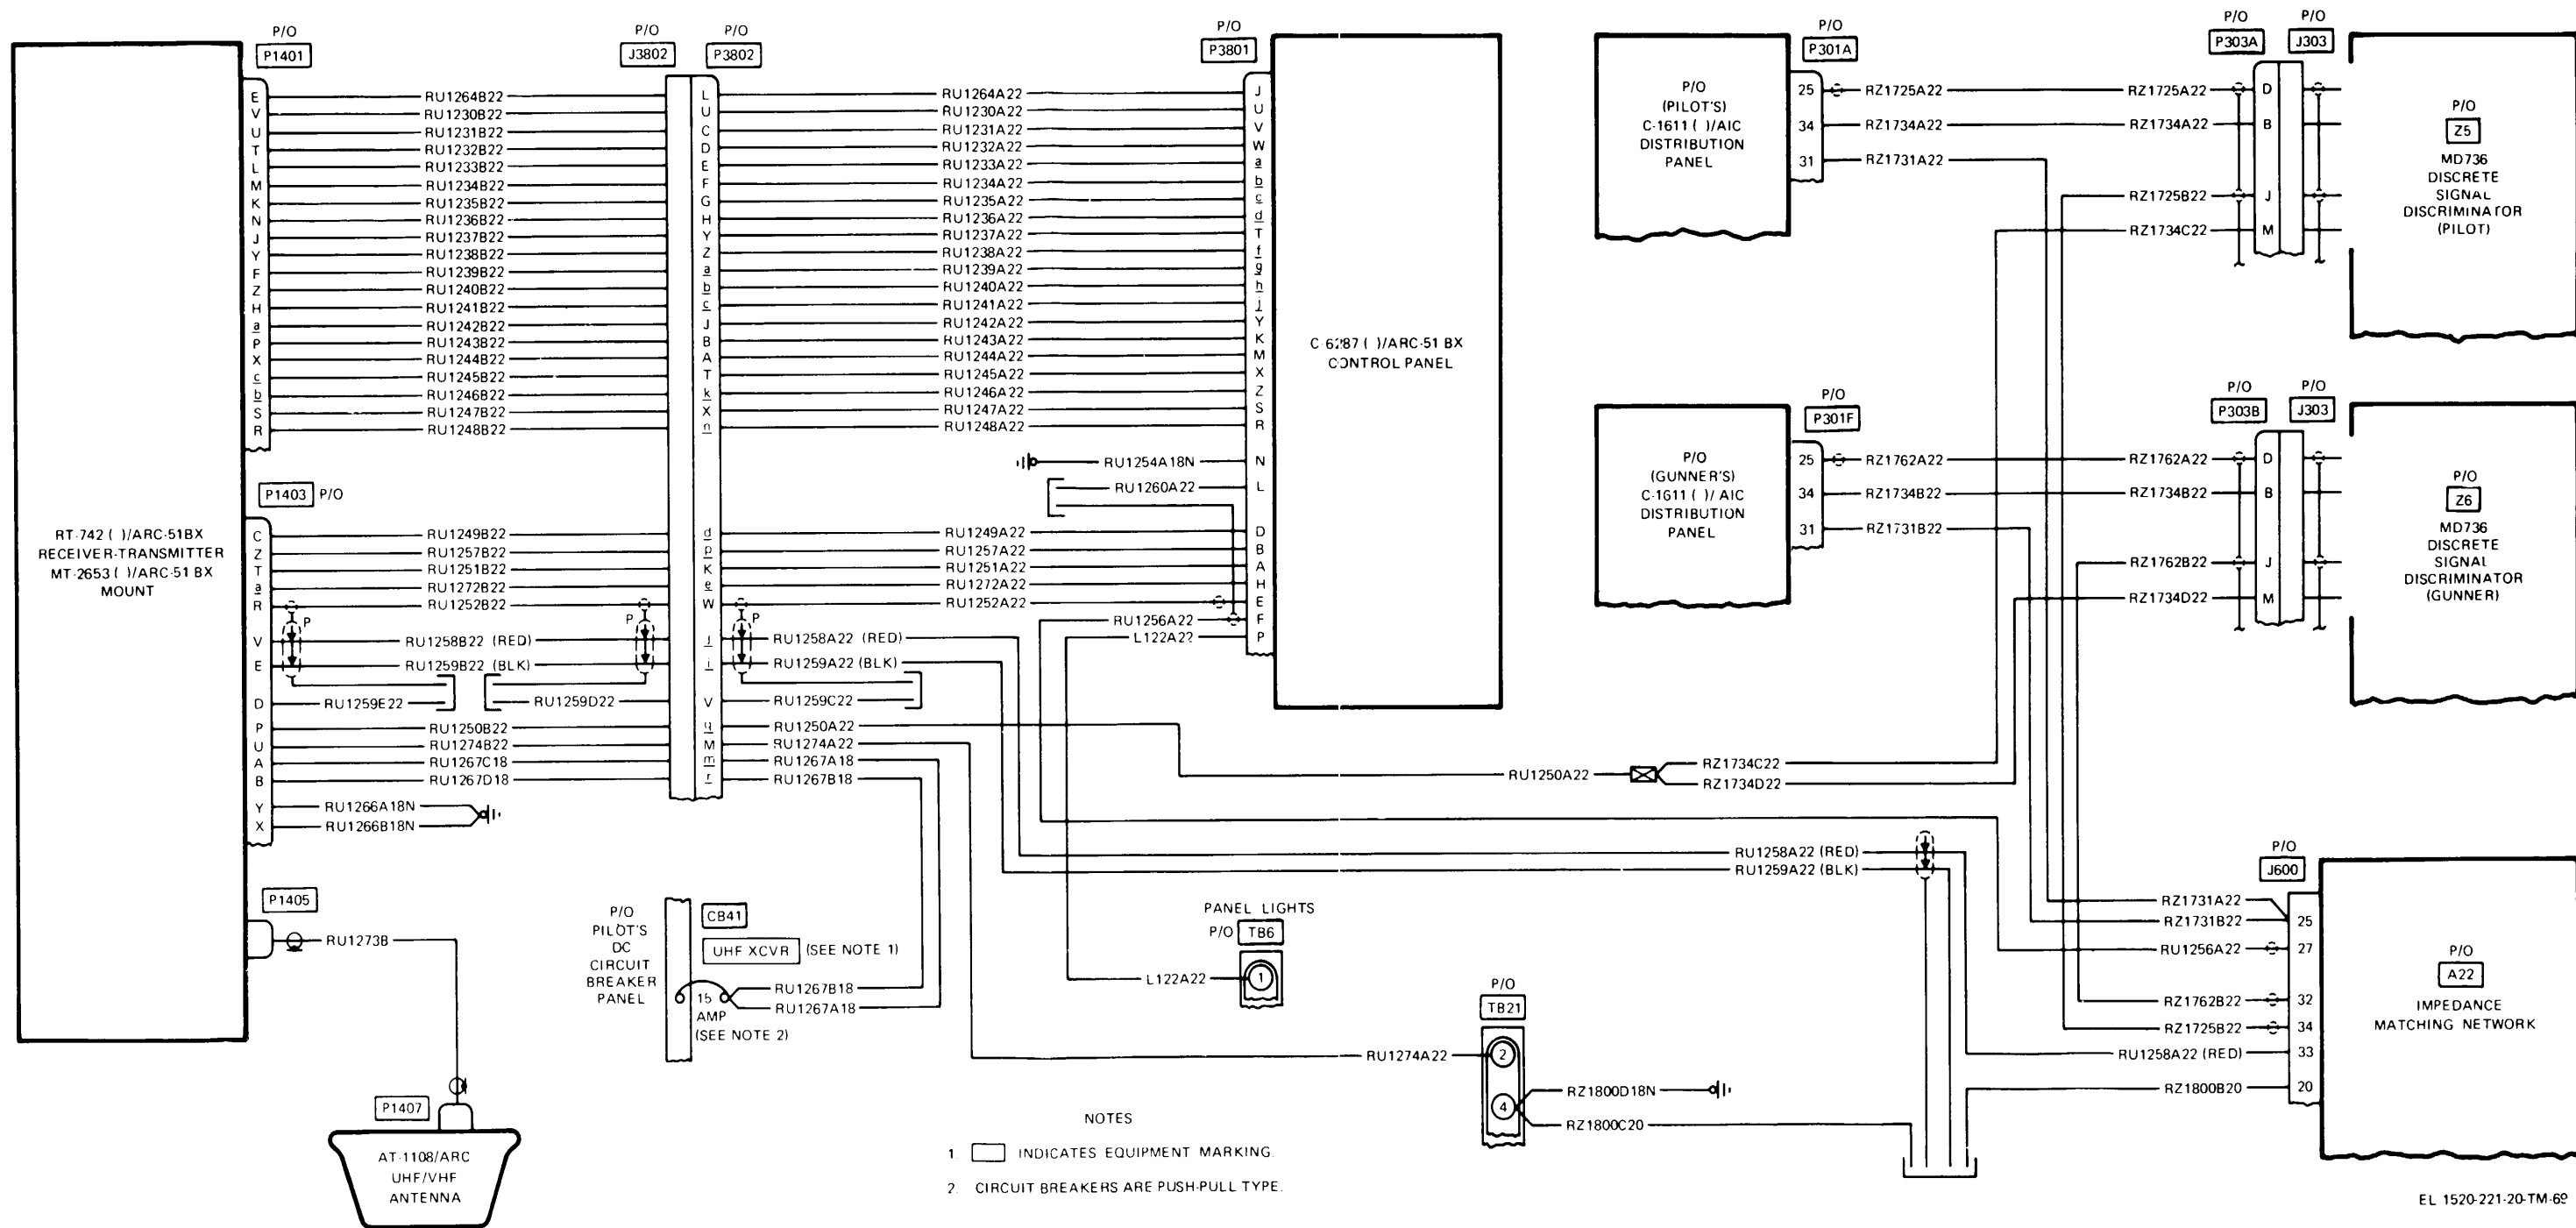 P/O
P1401
E RU1264B22
V RU1230B22
U RU1231B22
T RU1232B22
L RU1233B22
M RU1234B22
K RU1235B22
N RU1236B22
J RU1237B22
Y RU1238B22
F RU1239B22
Z RU1240B22
H RU1241B22
a RU1242B22
P RU1243B22
X RU1244B22
c RU1245B22
b RU1246B22
S RU1247B22
R RU1248B22
P1403 P/O
C RU1249B22
Z RU1257B22
T RU1251B22
a RU1272B22
R RU1252B22
P P
V RU1258B22 (RED)
E RU1259B22 (BLK)
D RU1259E22 RU1259D22
P RU1250B22
U RU1274B22
A RU1267C18
B RU1267D18
Y RU1266A18N
X RU1266B18N
RT-742 ( )/ARC-51BX
RECEIVER-TRANSMITTER
MT-2653 ( )/ARC-51 BX
MOUNT
P1405
RU1273B
P1407
AT-1108/ARC
UHF/VHF
ANTENNA
P/O P/O
J3802 P3802
P/O
P3801
L RU1264A22 J
U RU1230A22 U
C RU1231A22 V
D RU1232A22 W
E RU1233A22 a
F RU1234A22 b
G RU1235A22 c
H RU1236A22 d
Y RU1237A22 T
Z RU1238A22 f
a RU1239A22 g
b RU1240A22 h
c RU1241A22 j
J RU1242A22 Y
B RU1243A22 K
A RU1244A22 M
T RU1245A22 X
k RU1246A22 Z
X RU1247A22 S
n RU1248A22 R
RU1254A18N N
RU1260A22 L
d RU1249A22 D
p RU1257A22 B
K RU1251A22 A
e RU1272A22 H
W RU1252A22 E
P
RU1256A22 F
L122A2? P
RU1258A22 (RED)
i RU1259A22 (BLK)
V RU1259C22
q RU1250A22
M RU1274A22
m RU1267A18
r RU1267B18
C-6287 ( )/ARC-51 BX
CONTROL PANEL
P/O
PILOT'S
DC
CIRCUIT
BREAKER
PANEL
CB41
UHF XCVR (SEE NOTE 1)
15
AMP
(SEE NOTE 2)
RU1267B18
RU1267A18
PANEL LIGHTS
P/O TB6
L122A22 1
P/O
TB21
RU1274A22 2
4 RZ1800D18N
RZ1800C20
RU1250A22 RZ1734C22
RZ1734D22
RU1258A22 (RED)
RU1259A22 (BLK)
P/O
(PILOT'S)
C-1611 ( )/AIC
DISTRIBUTION
PANEL
P/O
P301A
P/O P/O
P303A J303
25 RZ1725A22 RZ1725A22 D
34 RZ1734A22 RZ1734A22 B
31 RZ1731A22
RZ1725B22 J
RZ1734C22 M
P/O
Z5
MD736
DISCRETE
SIGNAL
DISCRIMINATOR
(PILOT)
P/O
(GUNNER'S)
C-1611 ( )/ AIC
DISTRIBUTION
PANEL
P/O
P301F
P/O P/O
P303B J303
25 RZ1762A22 RZ1762A22 D
34 RZ1734B22 RZ1734B22 B
31 RZ1731B22
RZ1762B22 J
RZ1734D22 M
P/O
Z6
MD736
DISCRETE
SIGNAL
DISCRIMINATOR
(GUNNER)
P/O
J600
RZ1731A22
RZ1731B22 25
RU1256A22 27
RZ1762B22 32
RZ1725B22 34
RU1258A22 (RED) 33
RZ1800B20 20
P/O
A22
IMPEDANCE
MATCHING NETWORK
NOTES
1 INDICATES EQUIPMENT MARKING.
2. CIRCUIT BREAKERS ARE PUSH-PULL TYPE.
EL 1520-221-20-TM-69